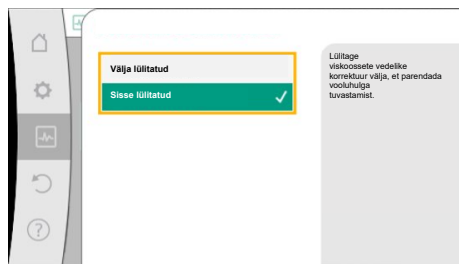 Välja lülitatud
Sisse lülitatud
Lülitage
viskoossete vedelike
korrektuur välja, et parendada
vooluhulga
tuvastamist.